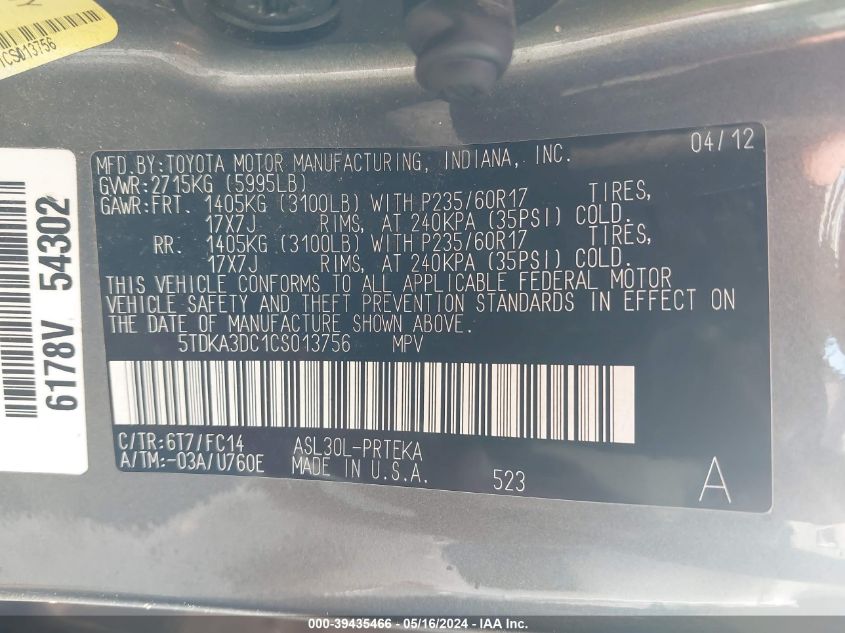 CS013756
6178V 54302
04/12
MFD.BY:TOYOTA MOTOR MANUFACTURING, INDIANA, INC.
GVWR:2715KG (5995LB)
GAWR:FRT. 1405KG (3100LB) WITH P235/60R17 TIRES,
17X7J RIMS, AT 240KPA (35PSI) COLD.
RR. 1405KG (3100LB) WITH P235/60R17 TIRES,
17X7J RIMS, AT 240KPA (35PSI) COLD.
THIS VEHICLE CONFORMS TO ALL APPLICABLE FEDERAL MOTOR
VEHICLE SAFETY AND THEFT PREVENTION STANDARDS IN EFFECT ON
THE DATE OF MANUFACTURE SHOWN ABOVE.
5TDKA3DC1CS013756 MPV
C/TR:6T7/FC14 ASL30L-PRTEKA
A/TM:-03A/U760E MADE IN U.S.A.
523 A
000-39435466 - 05/16/2024 - IAA Inc.